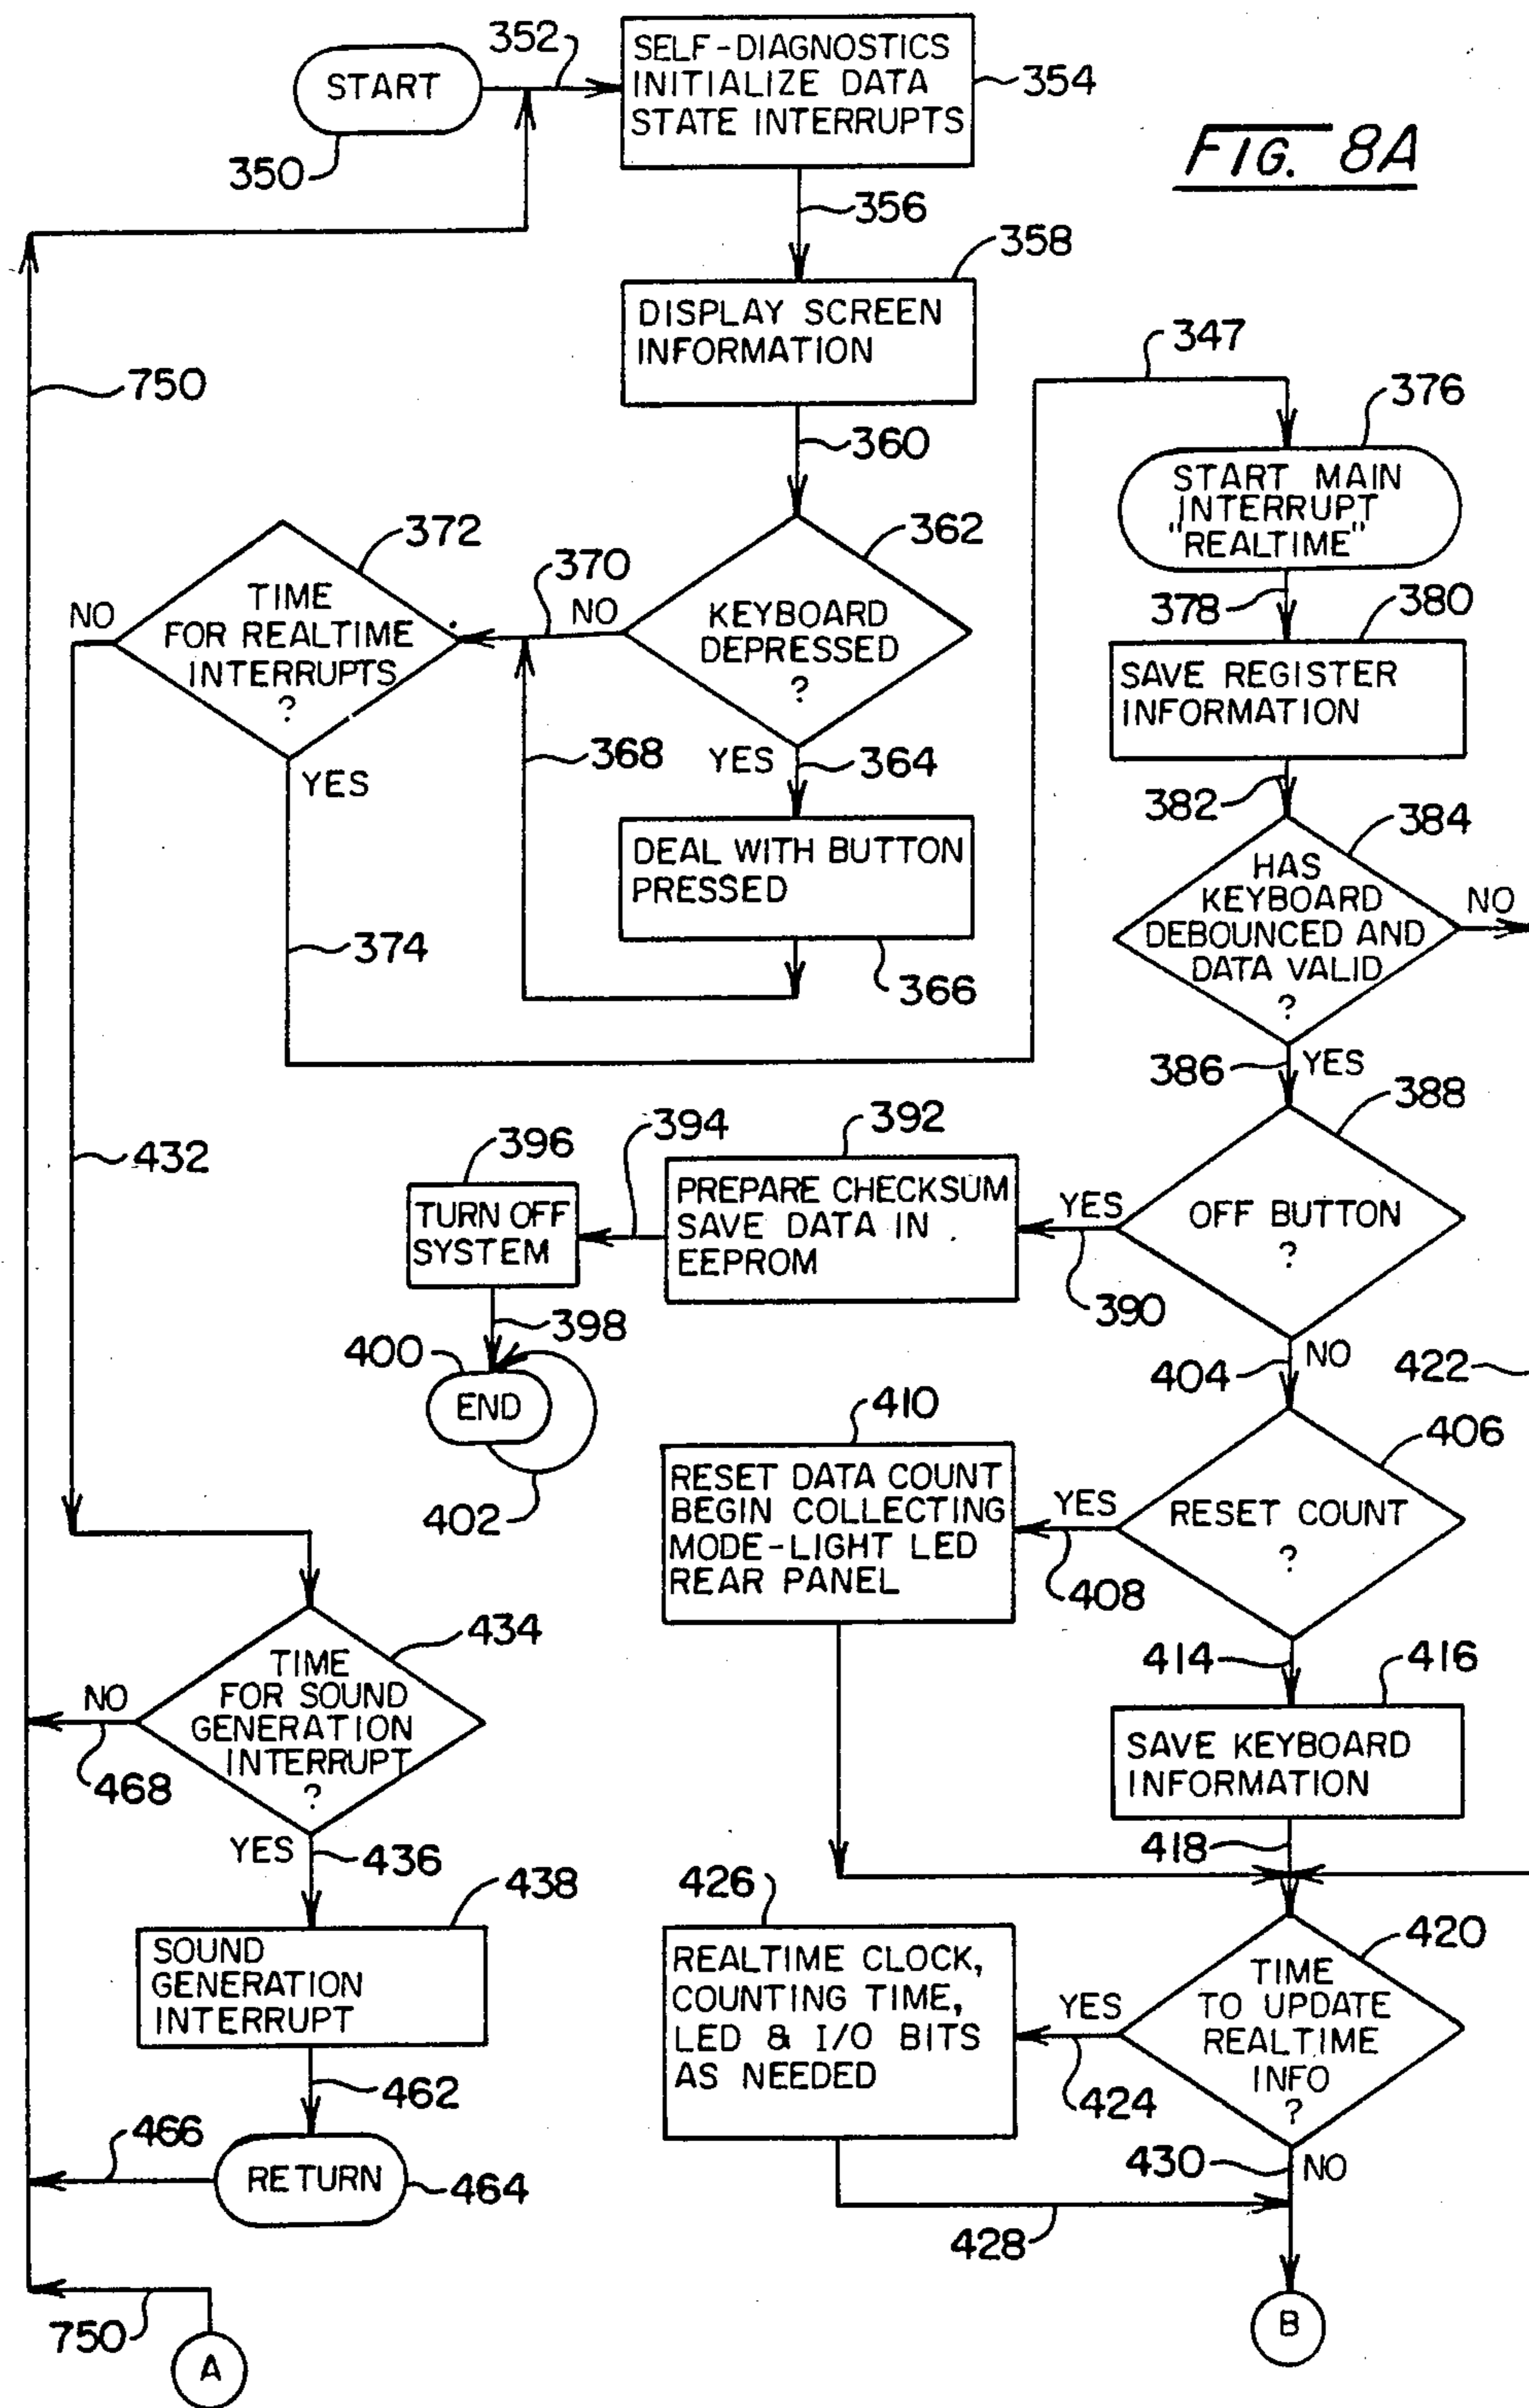 FIG. 8A
START
350
352
SELF-DIAGNOSTICS
INITIALIZE DATA
STATE INTERRUPTS
354
356
358
DISPLAY SCREEN
INFORMATION
360
362
KEYBOARD
DEPRESSED
?
NO
370
YES
364
DEAL WITH BUTTON
PRESSED
366
368
372
TIME
FOR REALTIME
INTERRUPTS
?
NO
YES
374
347
376
START MAIN
INTERRUPT
"REALTIME"
378
380
SAVE REGISTER
INFORMATION
382
384
HAS
KEYBOARD
DEBOUNCED AND
DATA VALID
?
NO
422
386
YES
388
OFF BUTTON
?
YES
390
392
PREPARE CHECKSUM
SAVE DATA IN
EEPROM
394
396
TURN OFF
SYSTEM
398
400
END
402
404
NO
406
RESET COUNT
?
YES
408
410
RESET DATA COUNT
BEGIN COLLECTING
MODE-LIGHT LED
REAR PANEL
414
416
SAVE KEYBOARD
INFORMATION
418
420
TIME
TO UPDATE
REALTIME
INFO
?
YES
424
426
REALTIME CLOCK,
COUNTING TIME,
LED & I/O BITS
AS NEEDED
428
430
NO
B
432
434
TIME
FOR SOUND
GENERATION
INTERRUPT
?
NO
468
YES
436
438
SOUND
GENERATION
INTERRUPT
462
RETURN
464
466
750
750
A